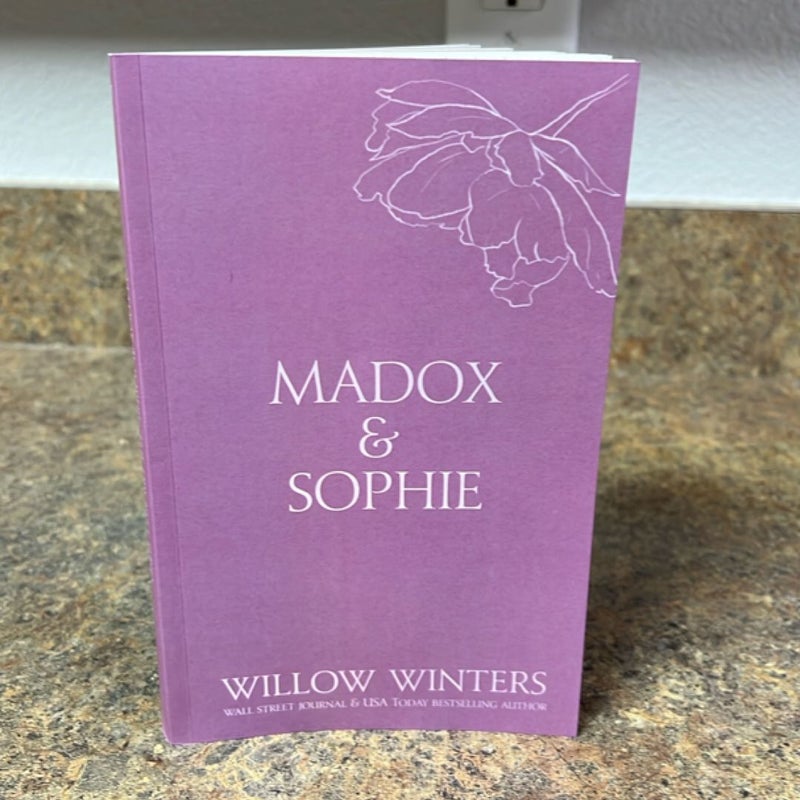 MADOX
&
SOPHIE
WILLOW WINTERS
WALL STREET JOURNAL & USA TODAY BESTSELLING AUTHOR